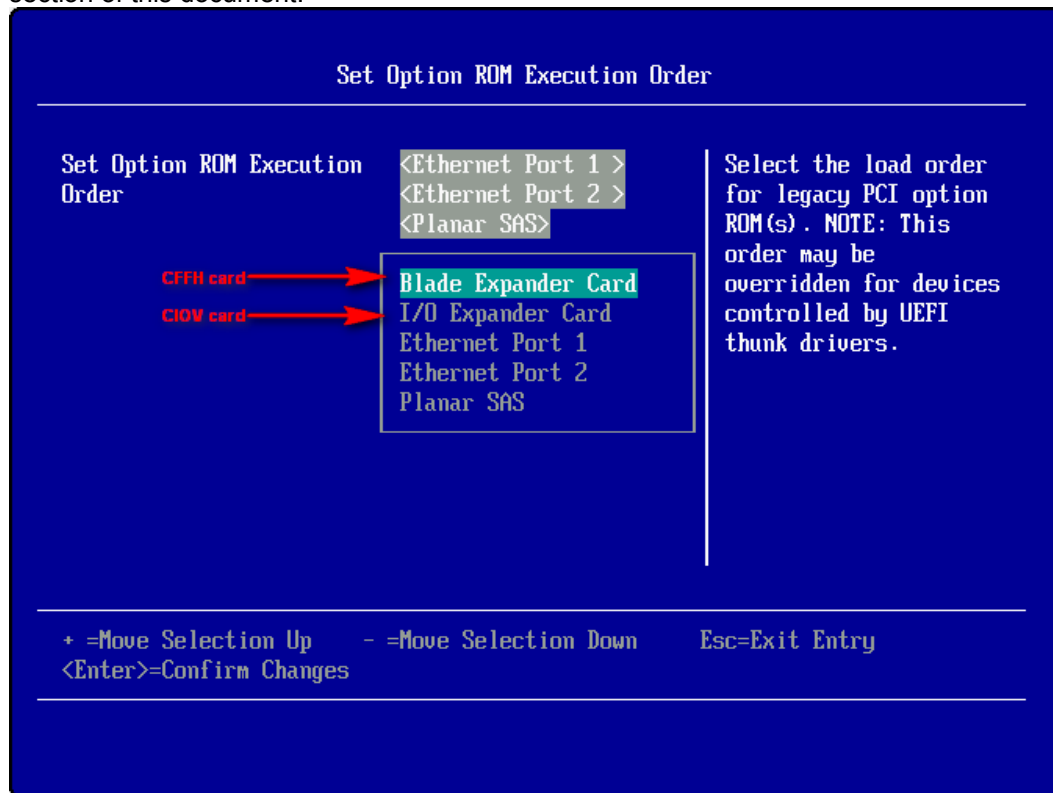 section of this document.
Set Option ROM Execution Order
Set Option ROM Execution
Order
<Ethernet Port 1 >
<Ethernet Port 2 >
<Planar SAS>
CFFH card
CIOV card
Blade Expander Card
I/O Expander Card
Ethernet Port 1
Ethernet Port 2
Planar SAS
Select the load order
for legacy PCI option
ROM(s). NOTE: This
order may be
overridden for devices
controlled by UEFI
thunk drivers.
+ =Move Selection Up - =Move Selection Down Esc=Exit Entry
<Enter>=Confirm Changes